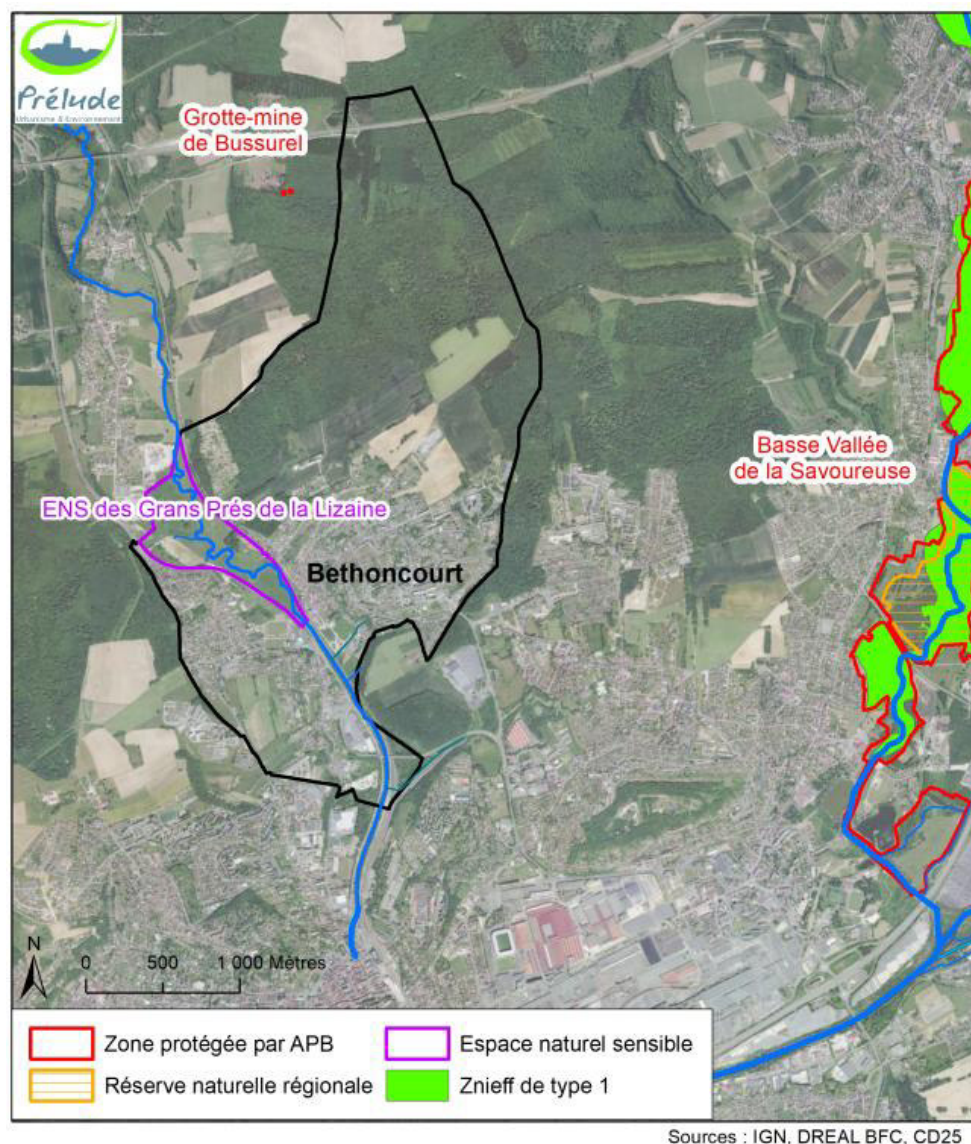 Prélude
Urbanisme & Environnement
Grotte-mine
de Bussurel
Basse Vallée
de la Savoureuse
ENS des Grans Prés de la Lizaine
Bethoncourt
N
0 500 1 000 Mètres
Zone protégée par APB
Espace naturel sensible
Réserve naturelle régionale
Znieff de type 1
Sources : IGN, DREAL BFC, CD25